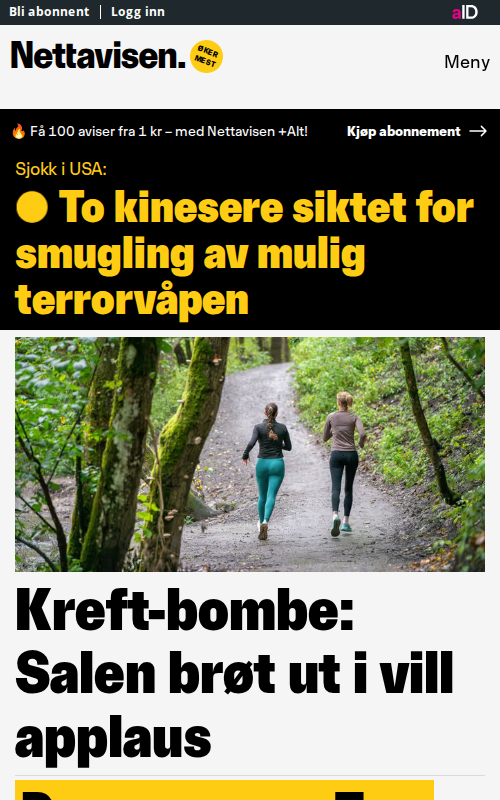 Bli abonnent | Logg inn
aID
Nettavisen.
ØKER
MEST
Meny
🔥 Få 100 aviser fra 1 kr – med Nettavisen +Alt!
Kjøp abonnement →
Sjokk i USA:
To kinesere siktet for
smugling av mulig
terrorvåpen
Kreft-bombe:
Salen brøt ut i vill
applaus